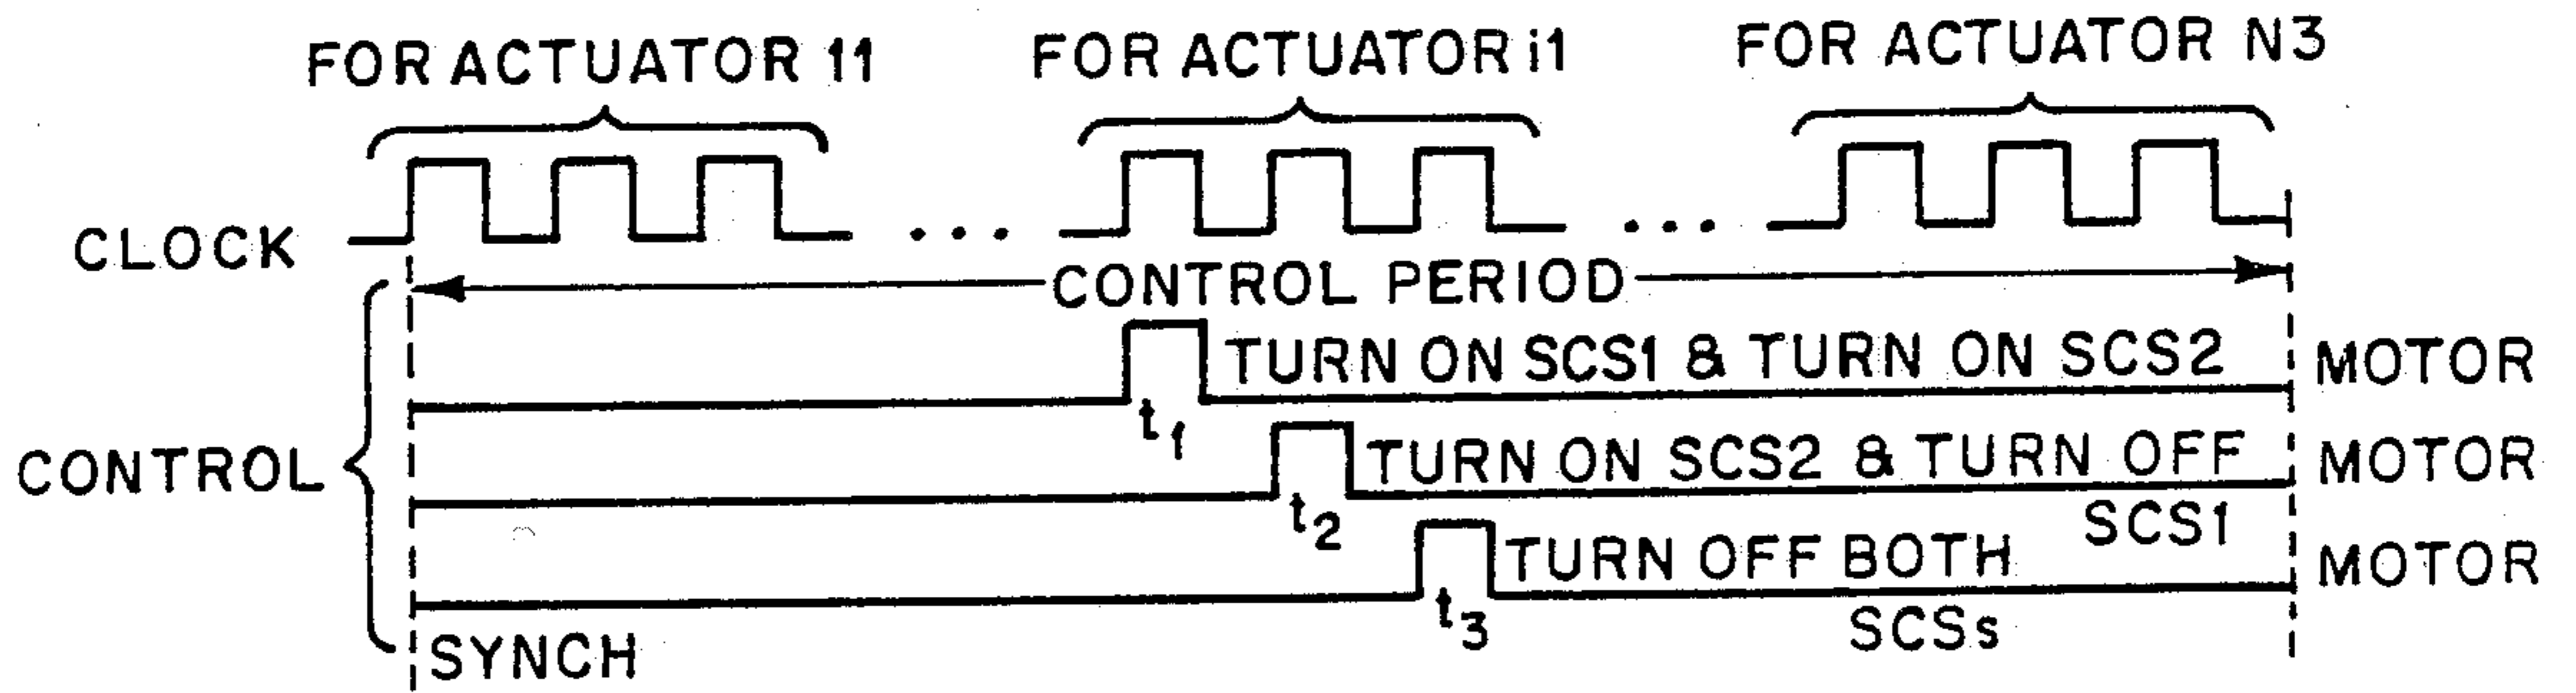 FOR ACTUATOR 11
FOR ACTUATOR i1
FOR ACTUATOR N3
CLOCK
CONTROL PERIOD
TURN ON SCS1 & TURN ON SCS2
MOTOR
t1
CONTROL
TURN ON SCS2 & TURN OFF
SCS1
MOTOR
t2
TURN OFF BOTH
SCSs
MOTOR
t3
SYNCH